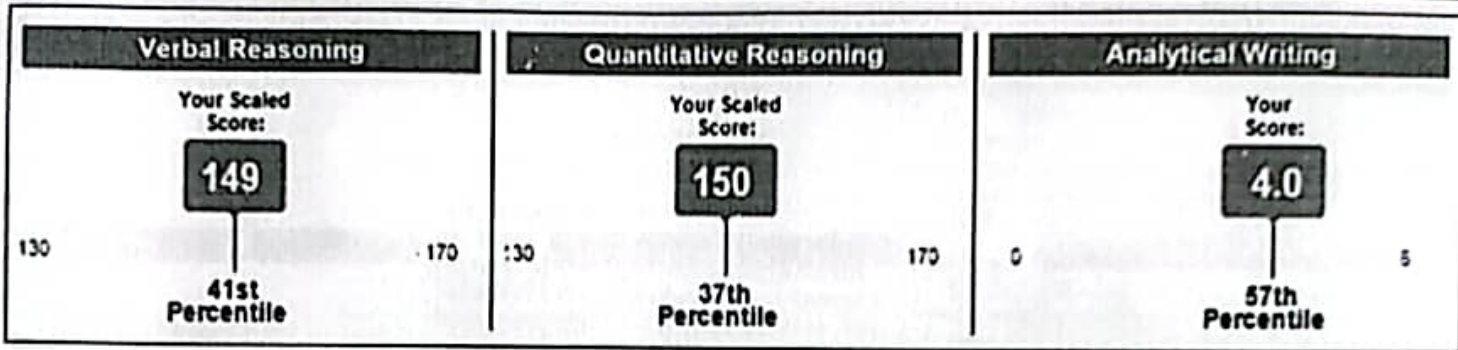 Verbal Reasoning
Your Scaled
Score:
149
130
170
41st
Percentile
Quantitative Reasoning
Your Scaled
Score:
150
130
170
37th
Percentile
Analytical Writing
Your
Score:
4.0
0
6
57th
Percentile